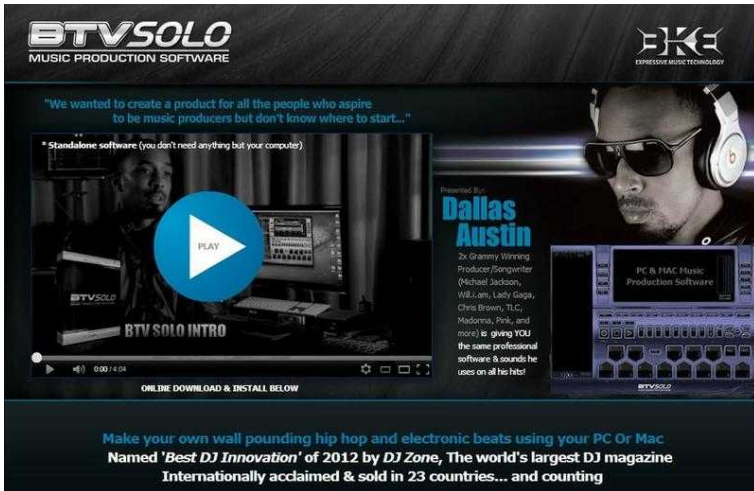 BTVSOLO
MUSIC PRODUCTION SOFTWARE
EKE
EXPRESSIVE MUSIC TECHNOLOGY
"We wanted to create a product for all the people who aspire
to be music producers but don't know where to start..."
* Standalone software (you don't need anything but your computer)
PLAY
BTVSOLO
BTV SOLO INTRO
0:00 / 4:04
ONLINE DOWNLOAD & INSTALL BELOW
Presented By:
Dallas
Austin
2x Grammy Winning
Producer/Songwriter
(Michael Jackson,
Will.i.am, Lady Gaga,
Chris Brown, TLC,
Madonna, Pink, and
more) is giving YOU
the same professional
software & sounds he
uses on all his hits!
b
PC & MAC Music
Production Software
BTVSOLO
Make your own wall pounding hip hop and electronic beats using your PC Or Mac
Named 'Best DJ Innovation' of 2012 by DJ Zone, The world's largest DJ magazine
Internationally acclaimed & sold in 23 countries... and counting